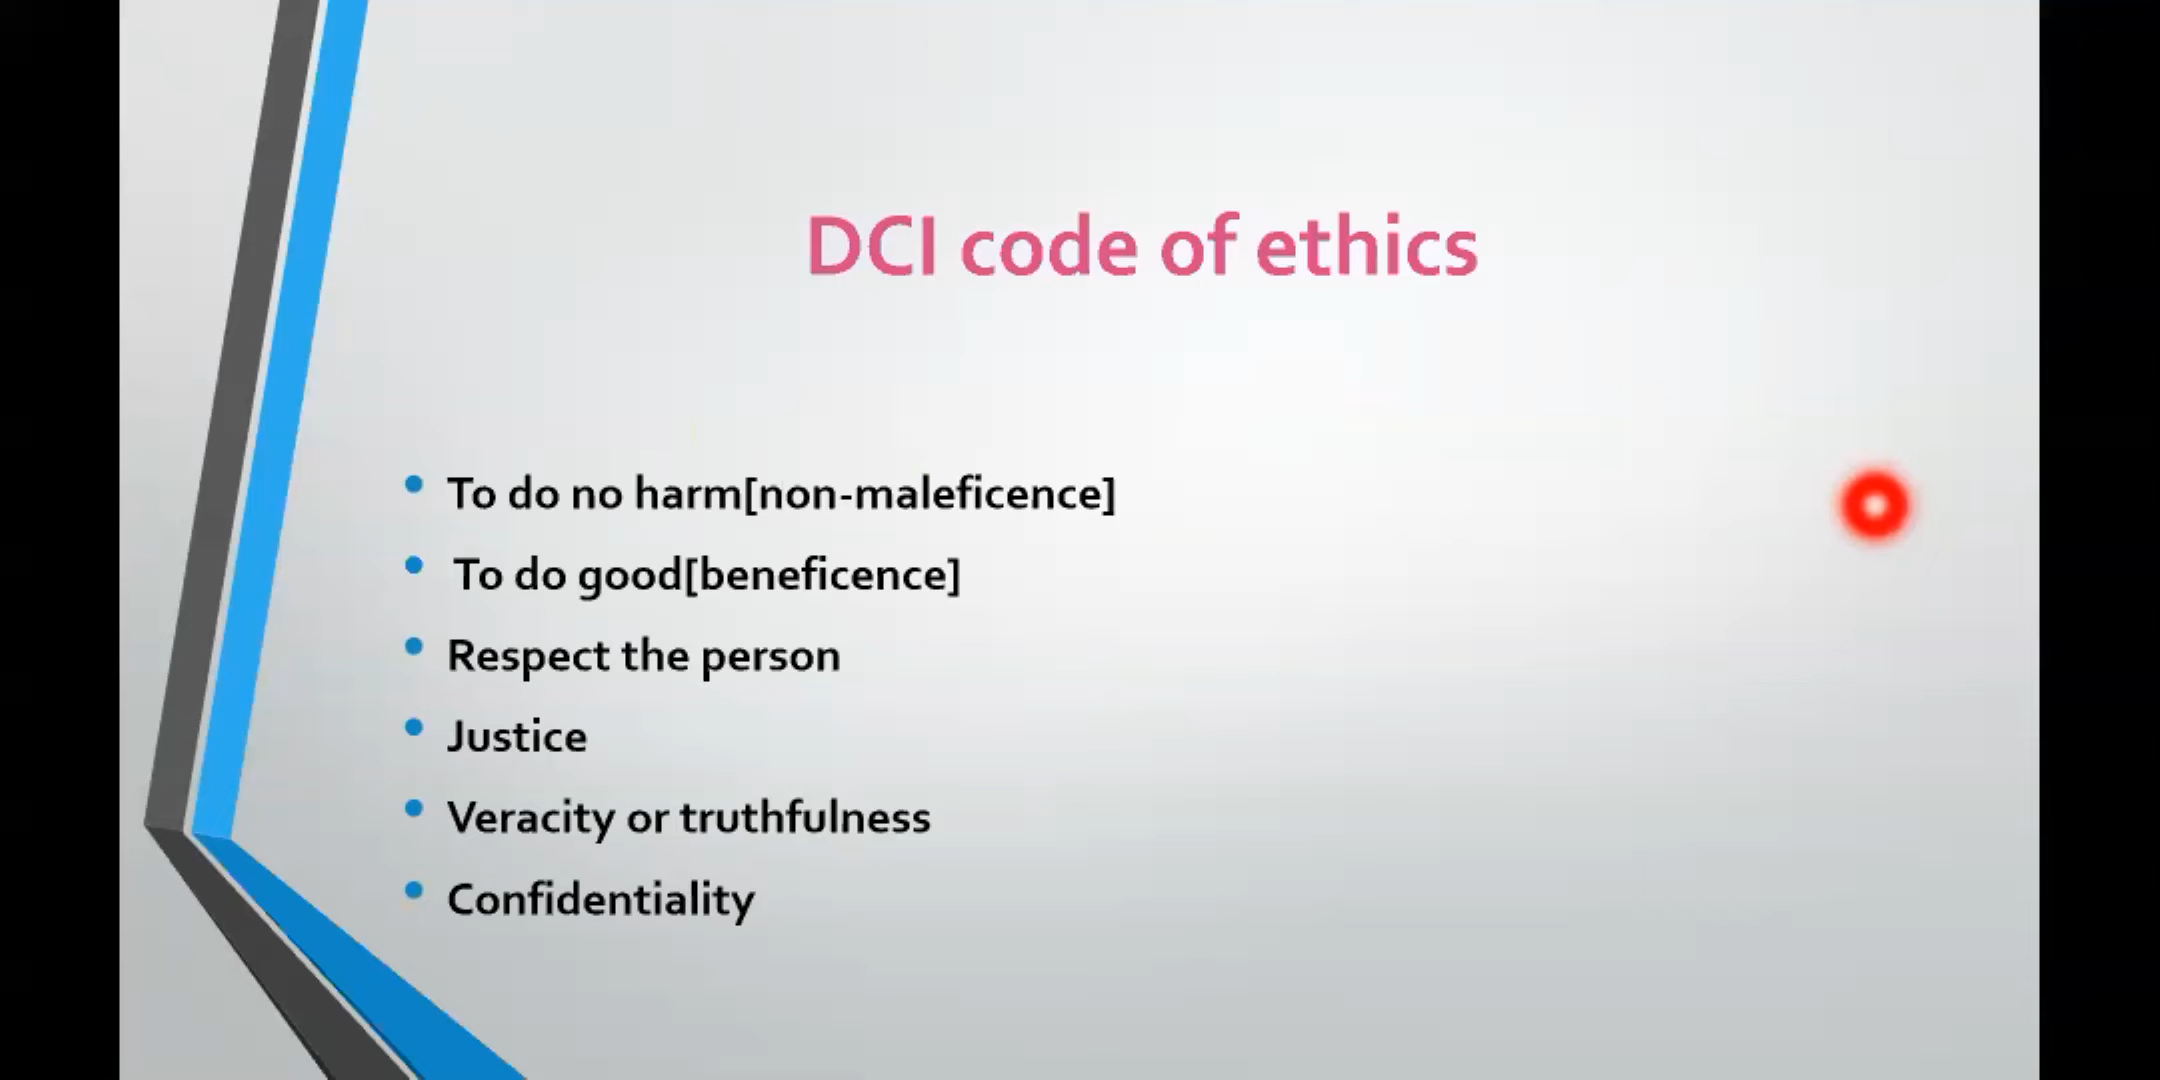 DCI code of ethics
• To do no harm[non-maleficence]
• To do good[beneficence]
• Respect the person
• Justice
• Veracity or truthfulness
• Confidentiality